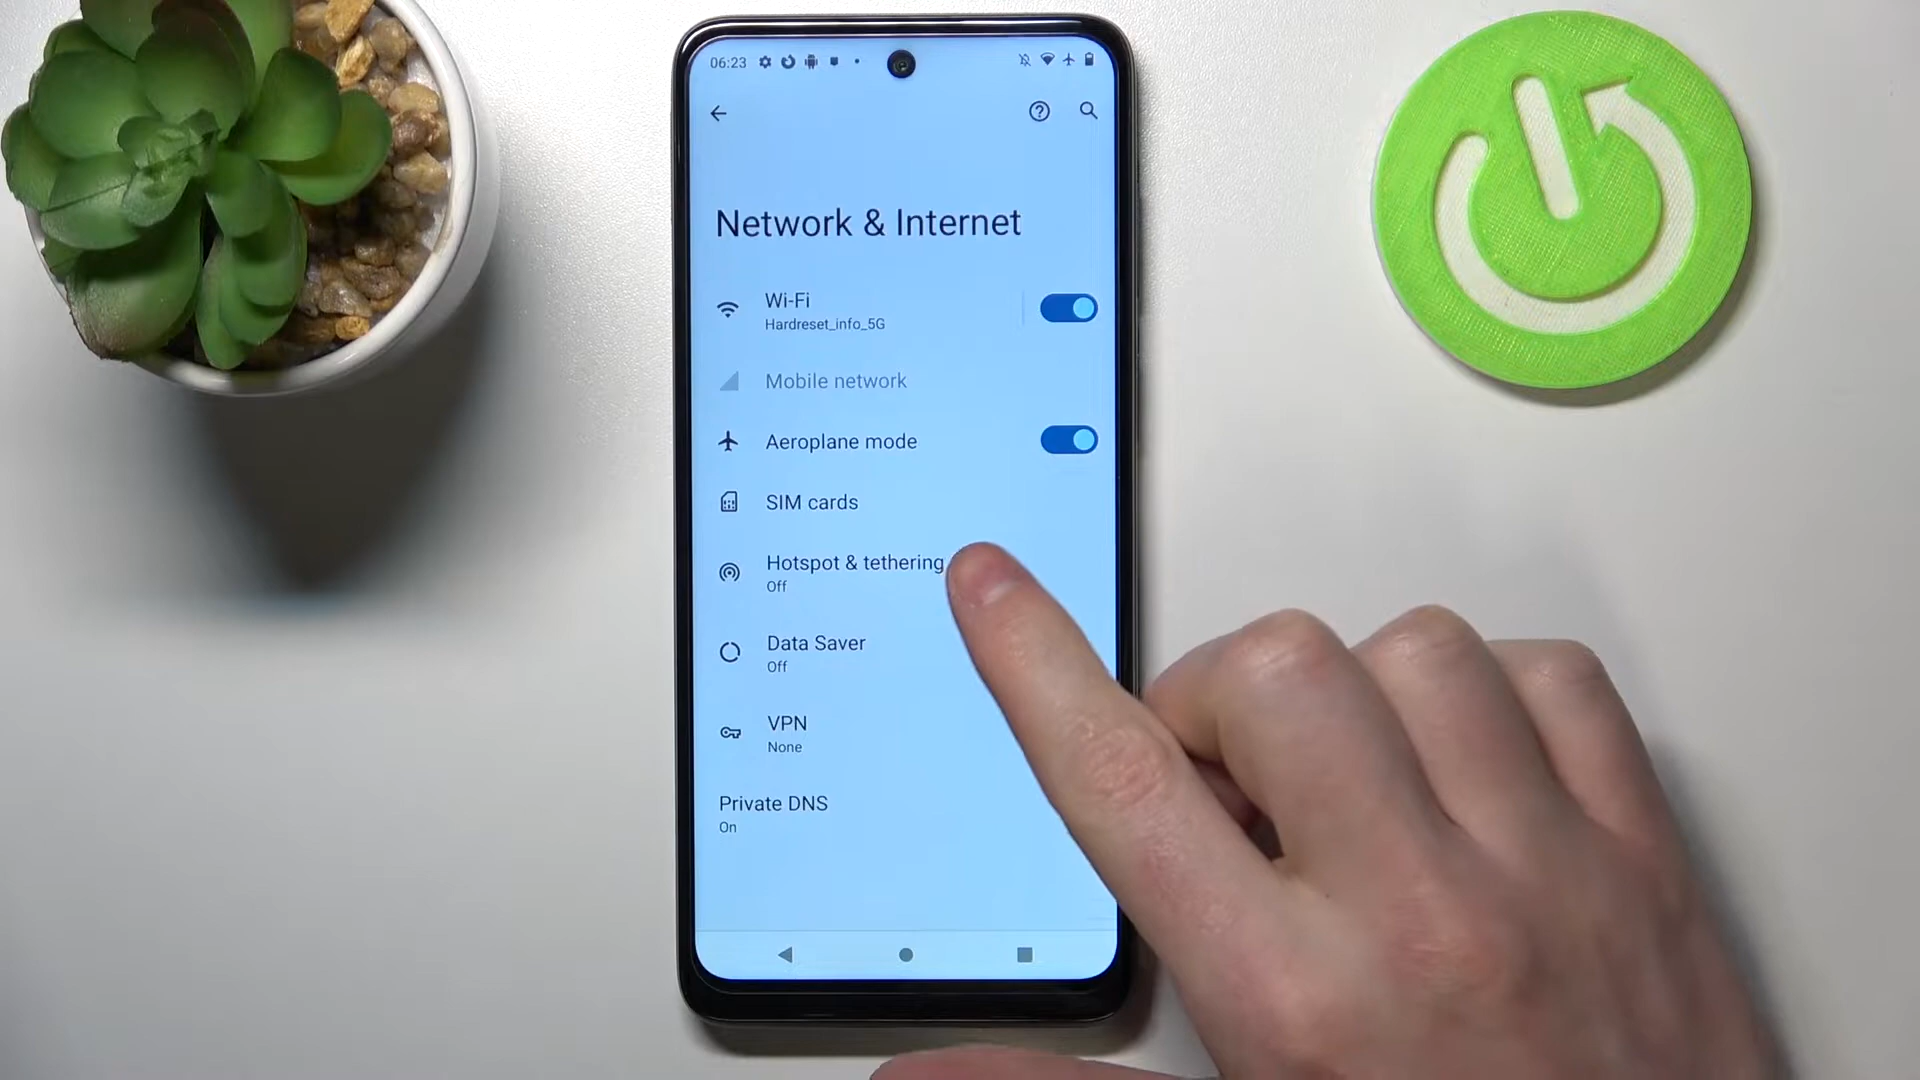 06:23
Network & Internet
Wi-Fi
Hardreset_info_5G
Mobile network
Aeroplane mode
SIM cards
Hotspot & tethering
Off
Data Saver
Off
VPN
None
Private DNS
On